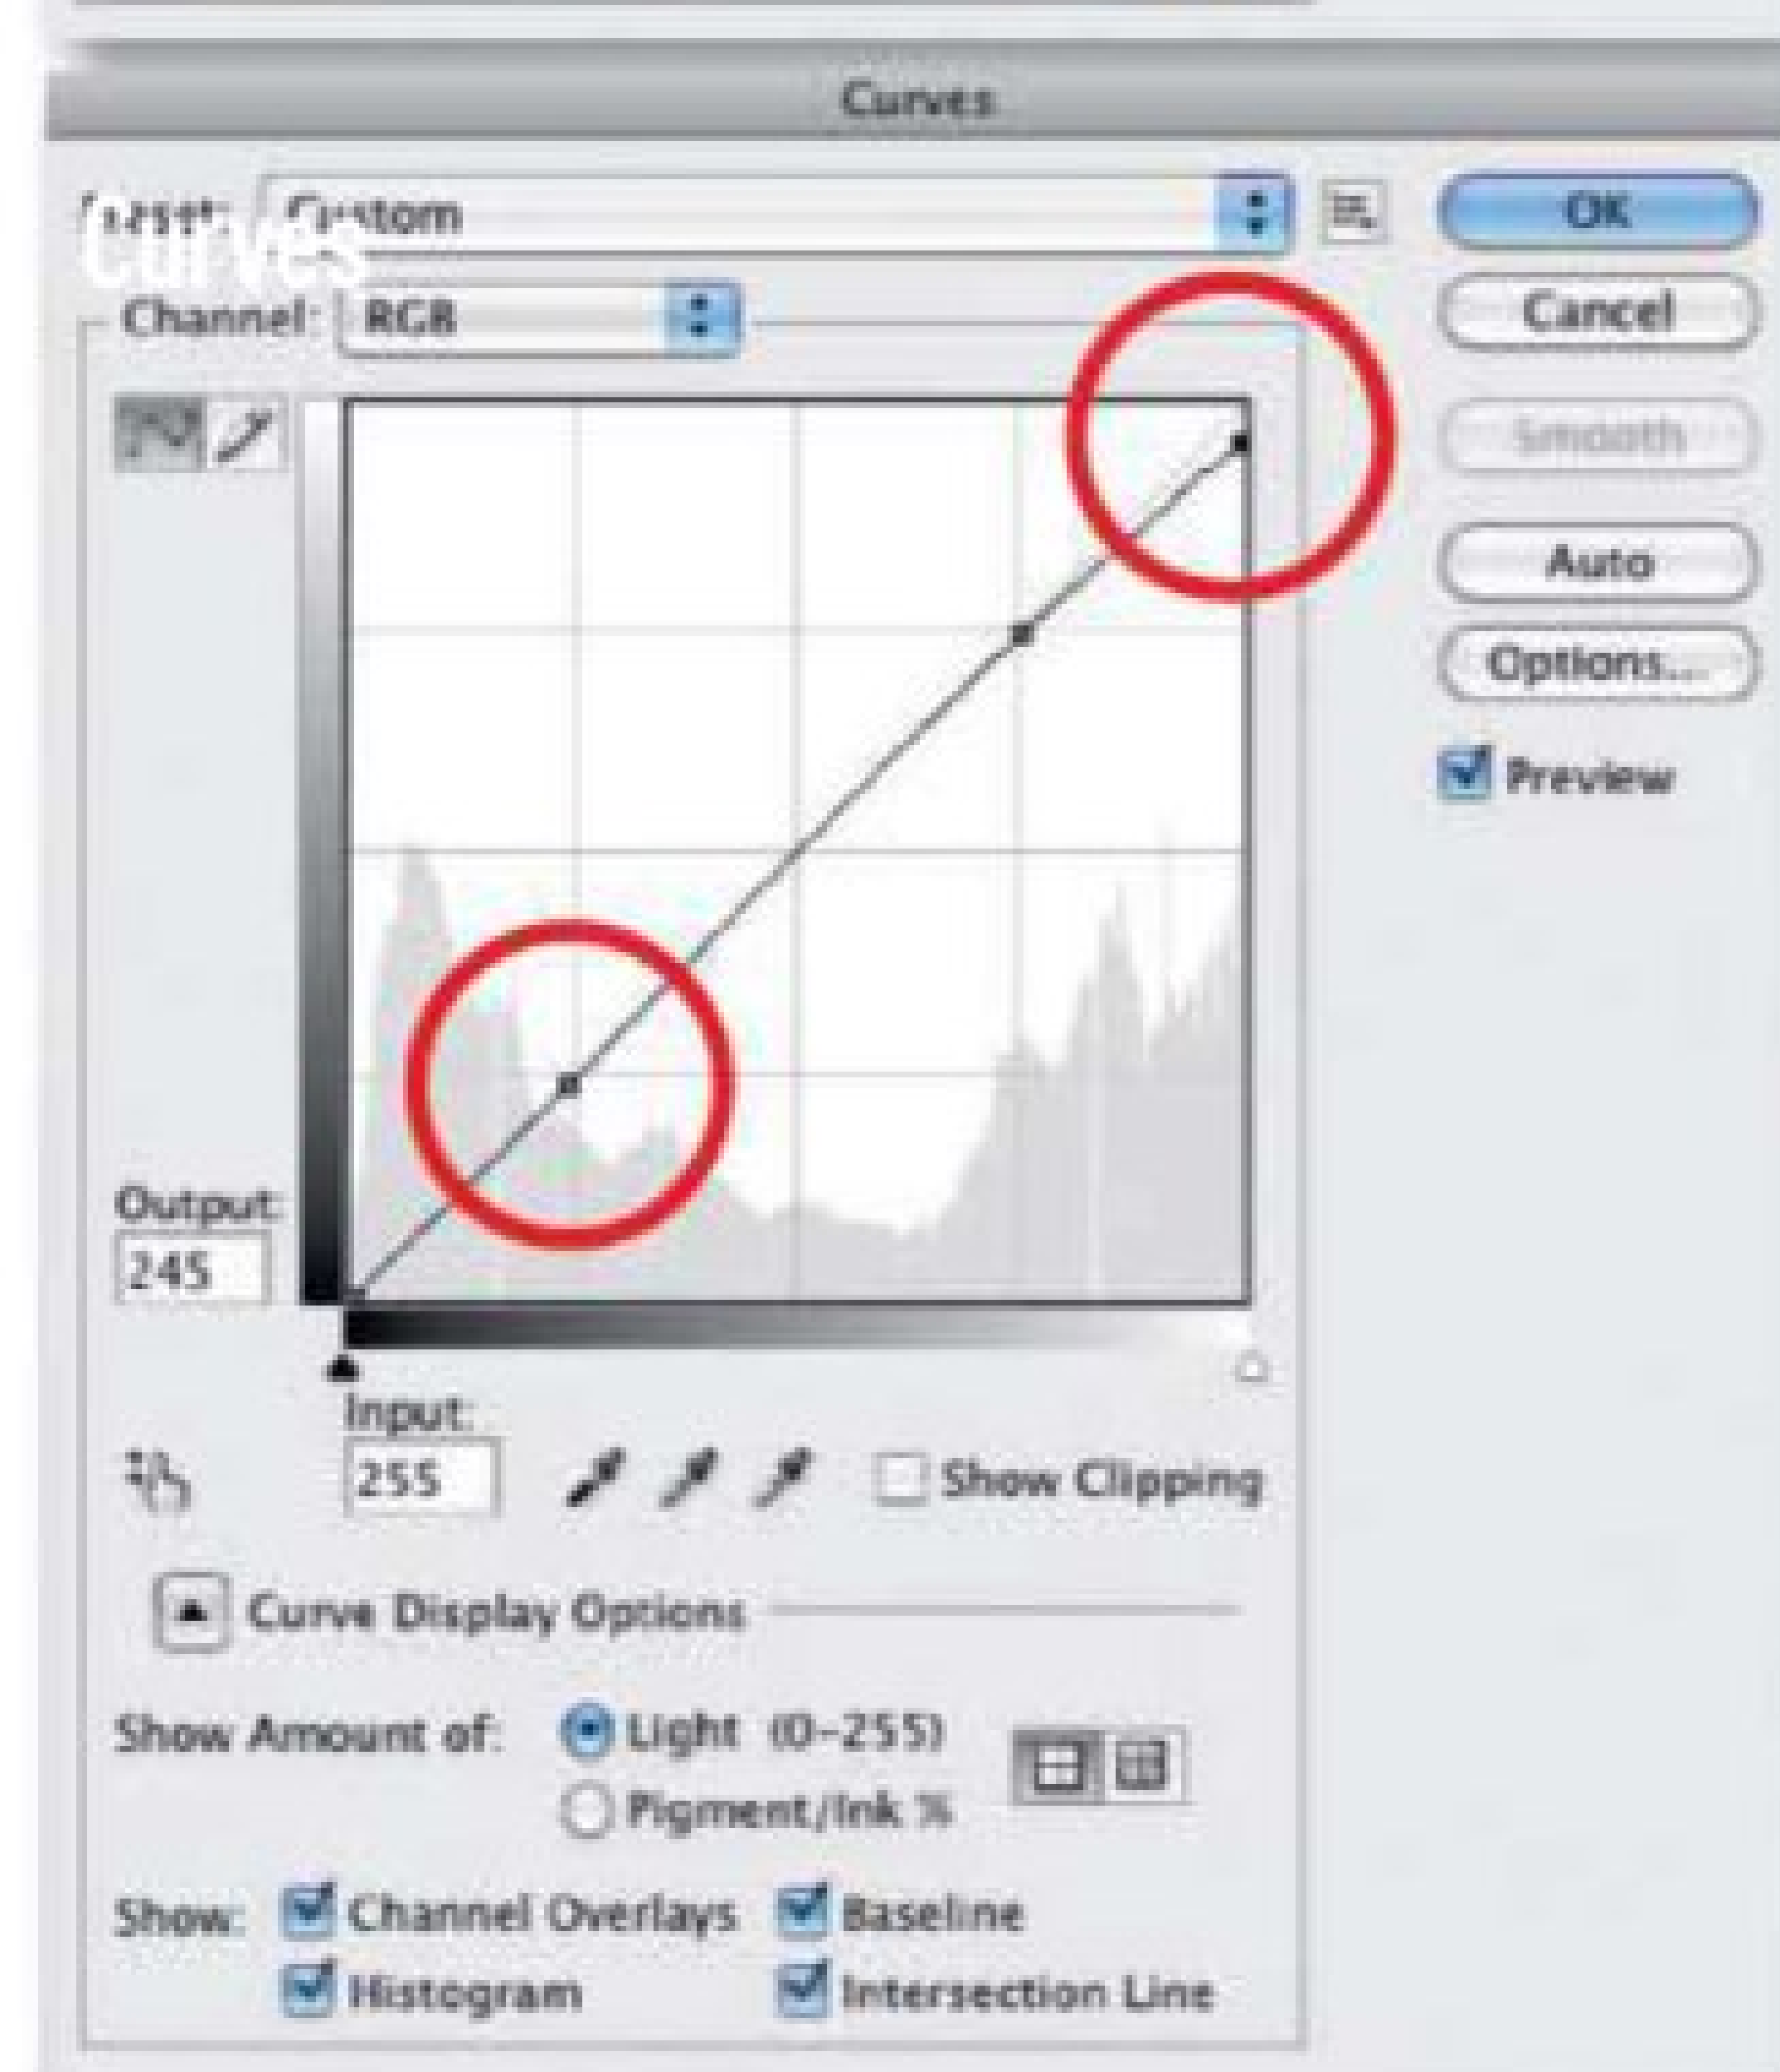 Curves
Preset: Custom
Curves
OK
Channel: RGB
Cancel
Smooth
Auto
Options...
Preview
Output:
245
Input:
255
Show Clipping
Curve Display Options
Show Amount of: Light (0-255)
Pigment/Ink %
Show: Channel Overlays Baseline
Histogram Intersection Line